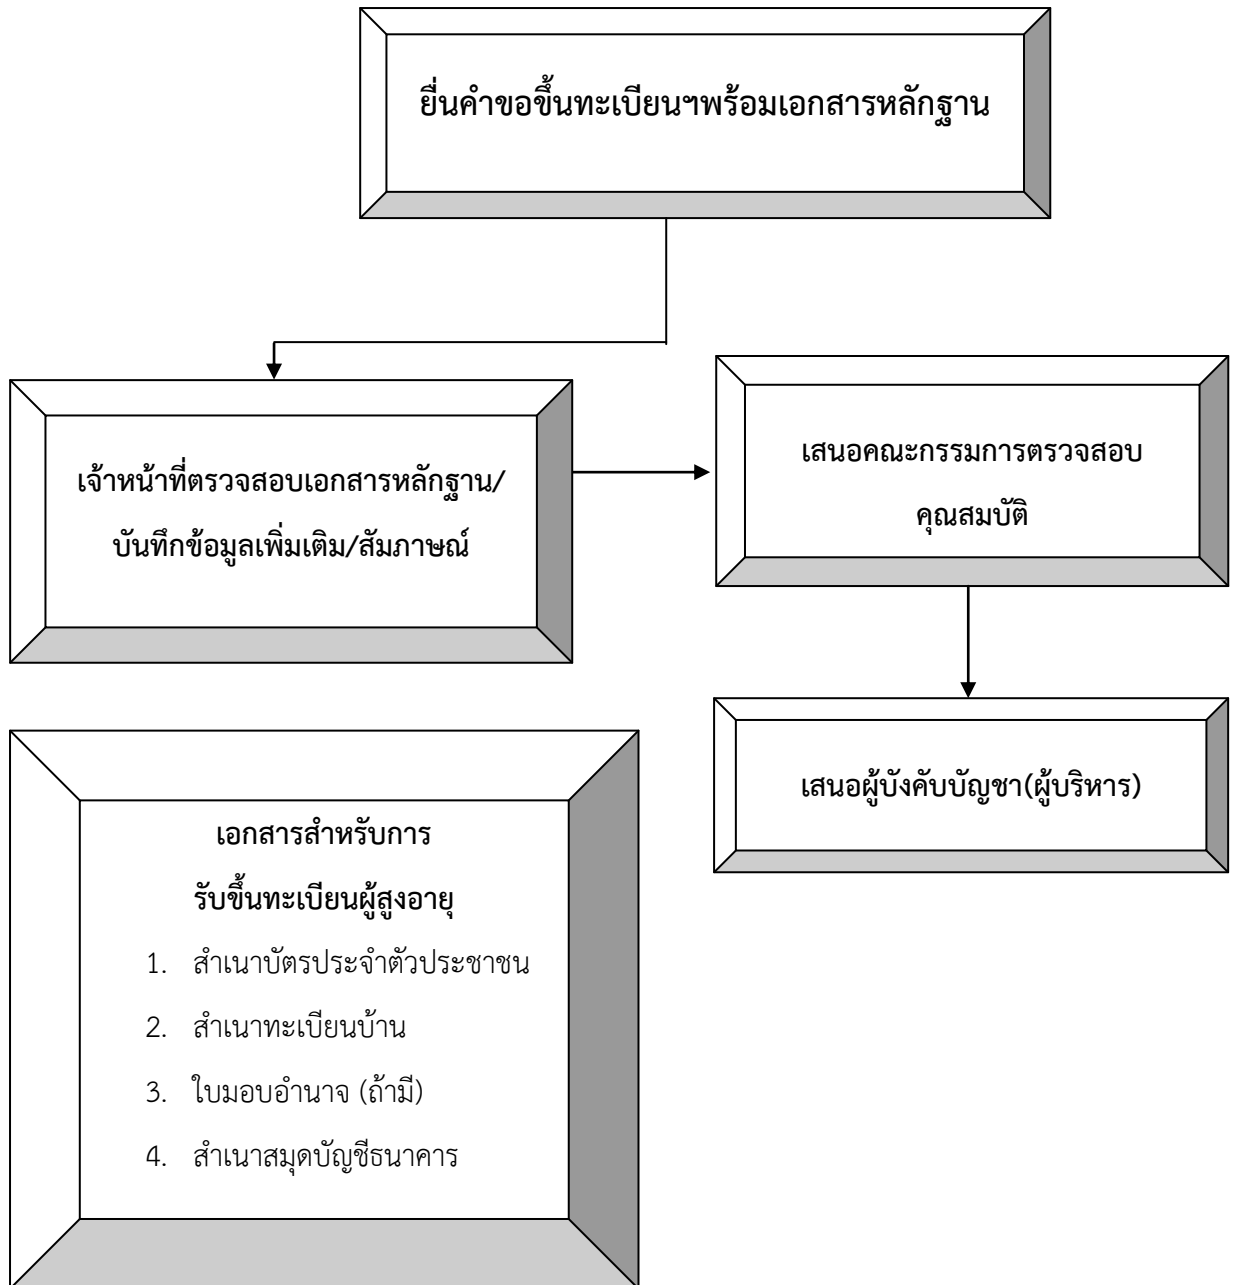 ยื่นคำขอขึ้นทะเบียนฯพร้อมเอกสารหลักฐาน
เจ้าหน้าที่ตรวจสอบเอกสารหลักฐาน/
บันทึกข้อมูลเพิ่มเติม/สัมภาษณ์
เสนอคณะกรรมการตรวจสอบ
คุณสมบัติ
เสนอผู้บังคับบัญชา(ผู้บริหาร)
เอกสารสำหรับการ
รับขึ้นทะเบียนผู้สูงอายุ
1. สำเนาบัตรประจำตัวประชาชน
2. สำเนาทะเบียนบ้าน
3. ใบมอบอำนาจ (ถ้ามี)
4. สำเนาสมุดบัญชีธนาคาร